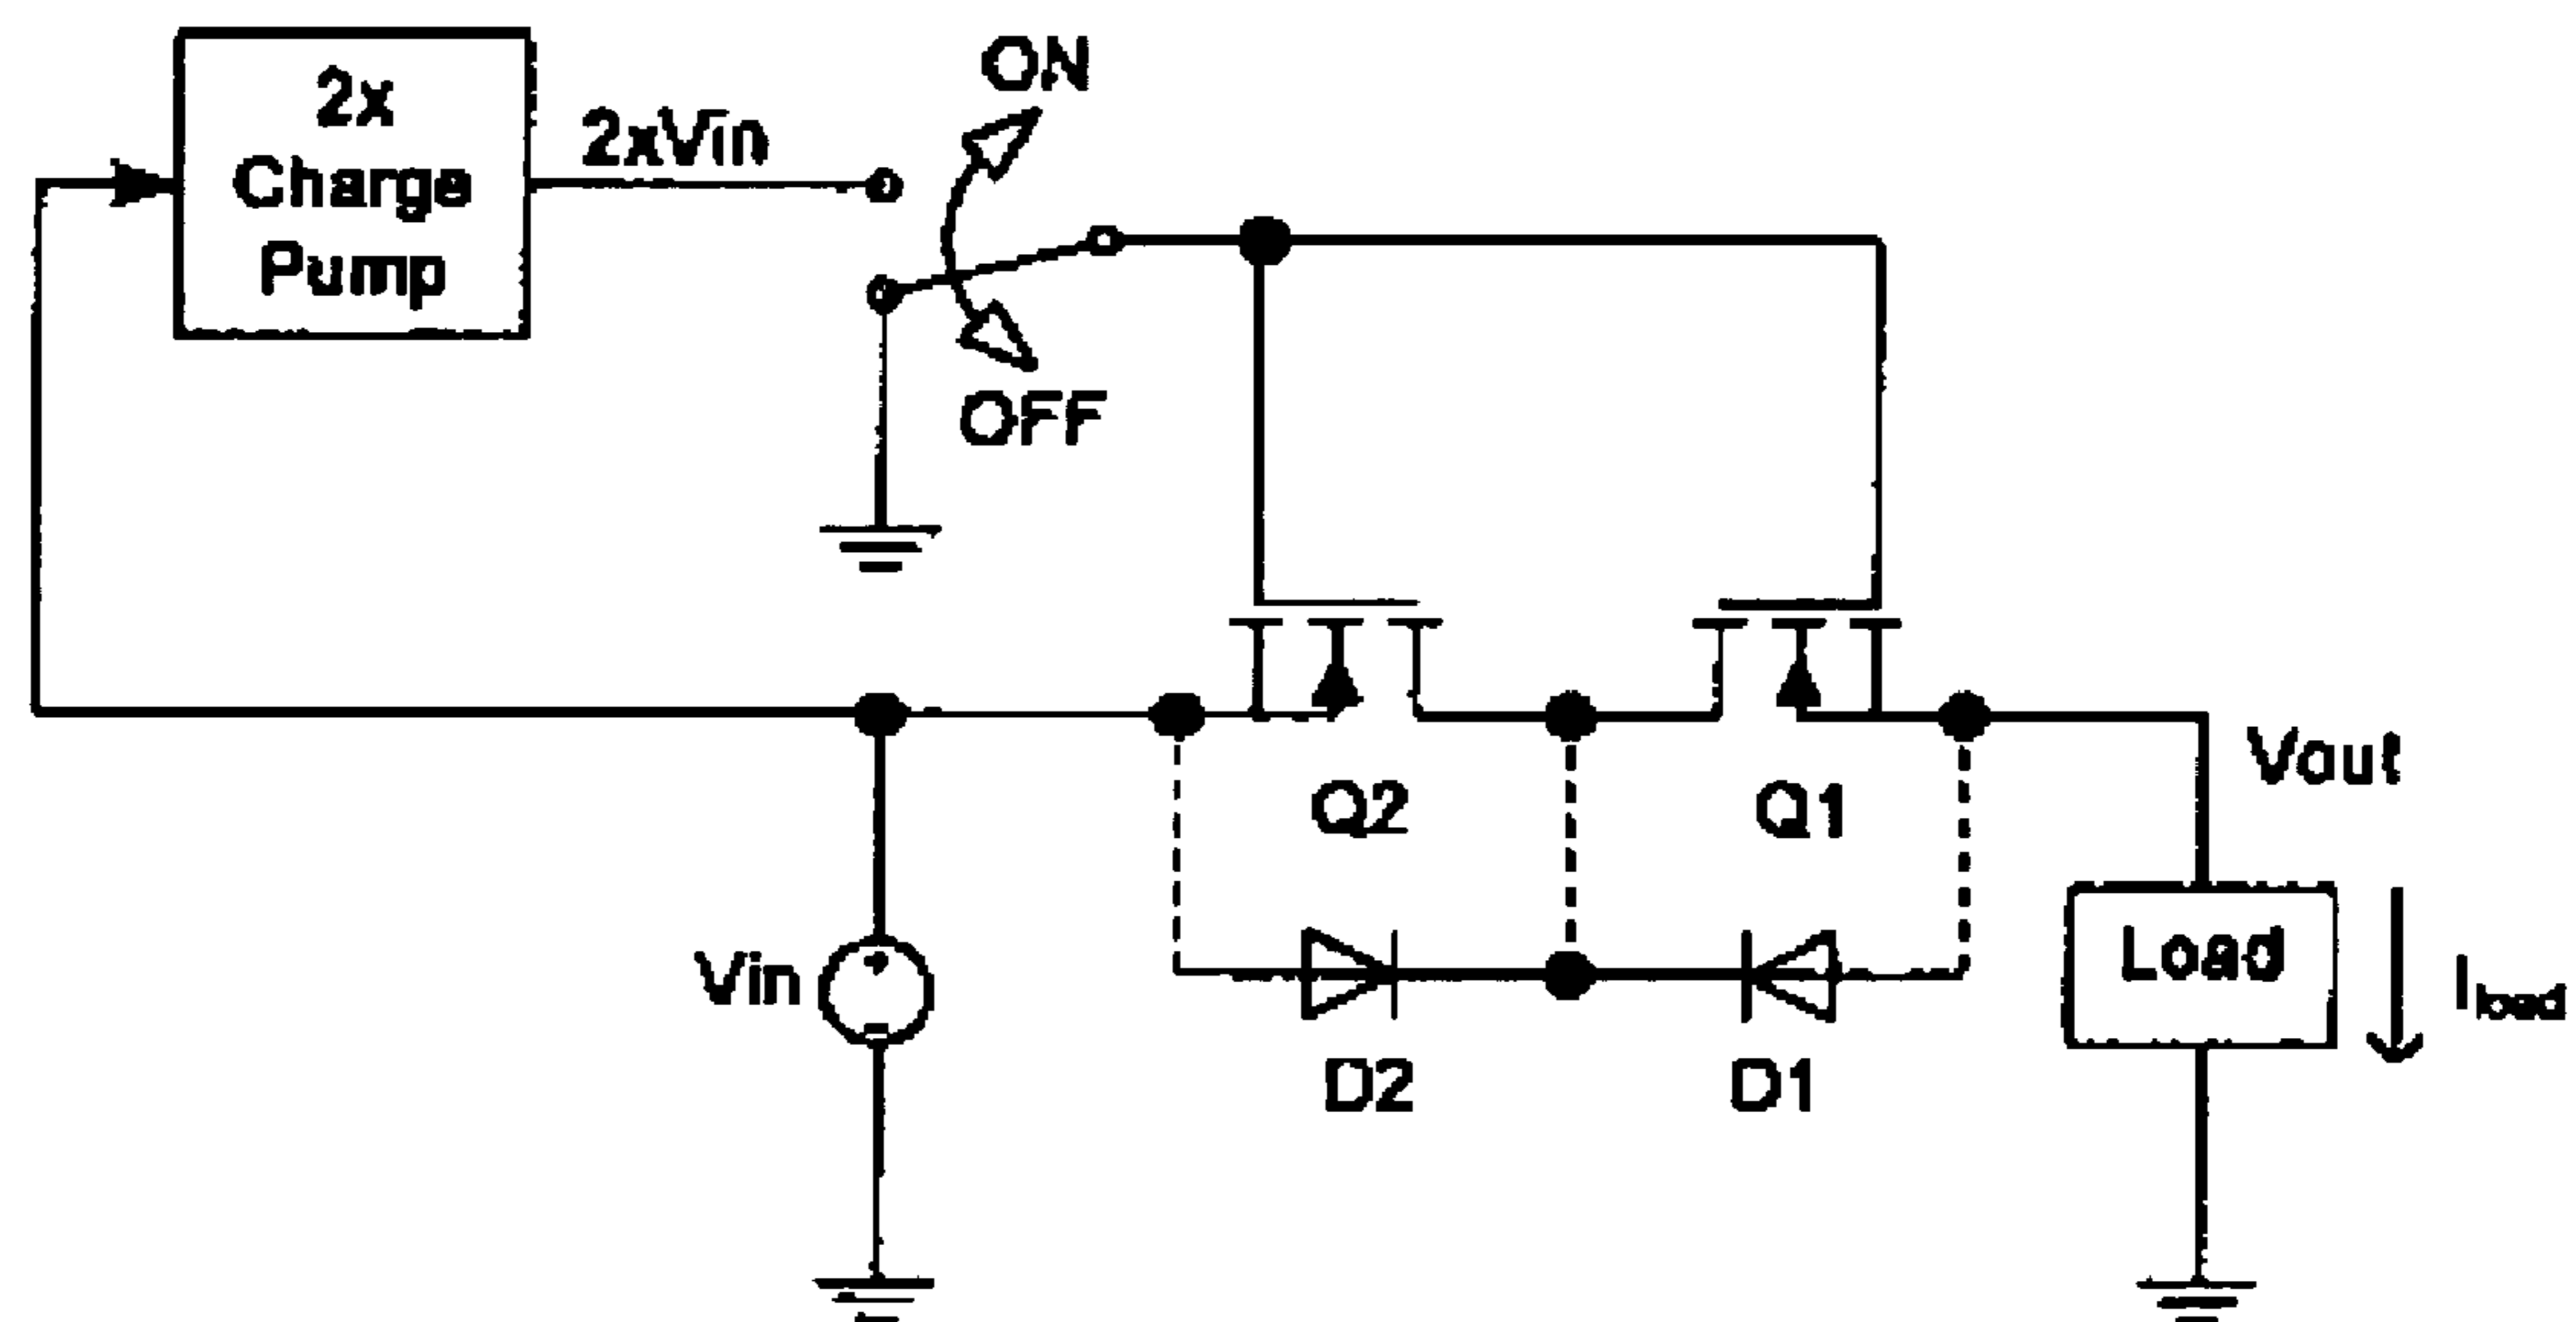 2x
Charge
Pump
2xVin
ON
OFF
Q2
Q1
Vout
Vin
Load
Iload
D2
D1